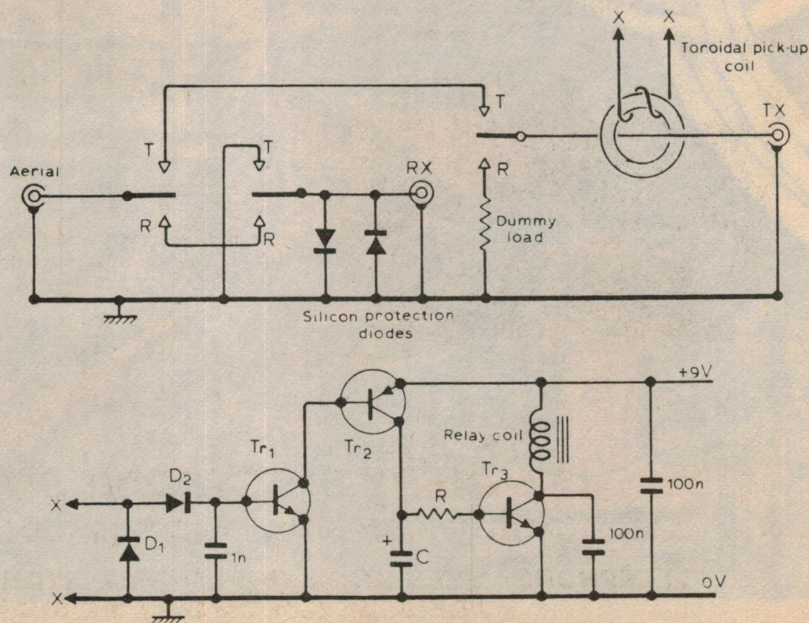 X X
Toroidal pick-up
coil
T
T T
TX
Aerial
RX
R
R R
Dummy
load
Silicon protection
diodes
+9V
Tr2
Relay coil
Tr1
Tr3
D2
100n
X
R
D1
1n
+
C
100n
X
0V